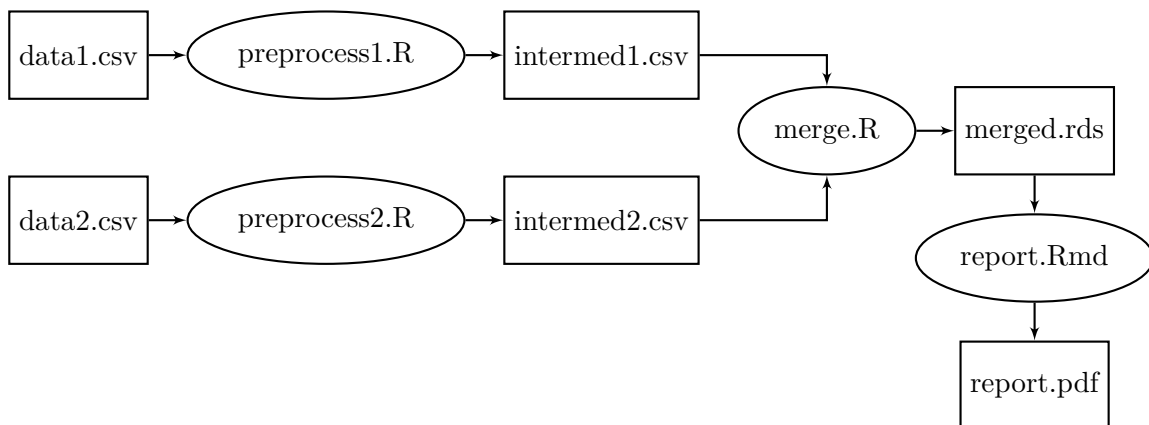 data1.csv
preprocess1.R
intermed1.csv
merge.R
merged.rds
data2.csv
preprocess2.R
intermed2.csv
report.Rmd
report.pdf